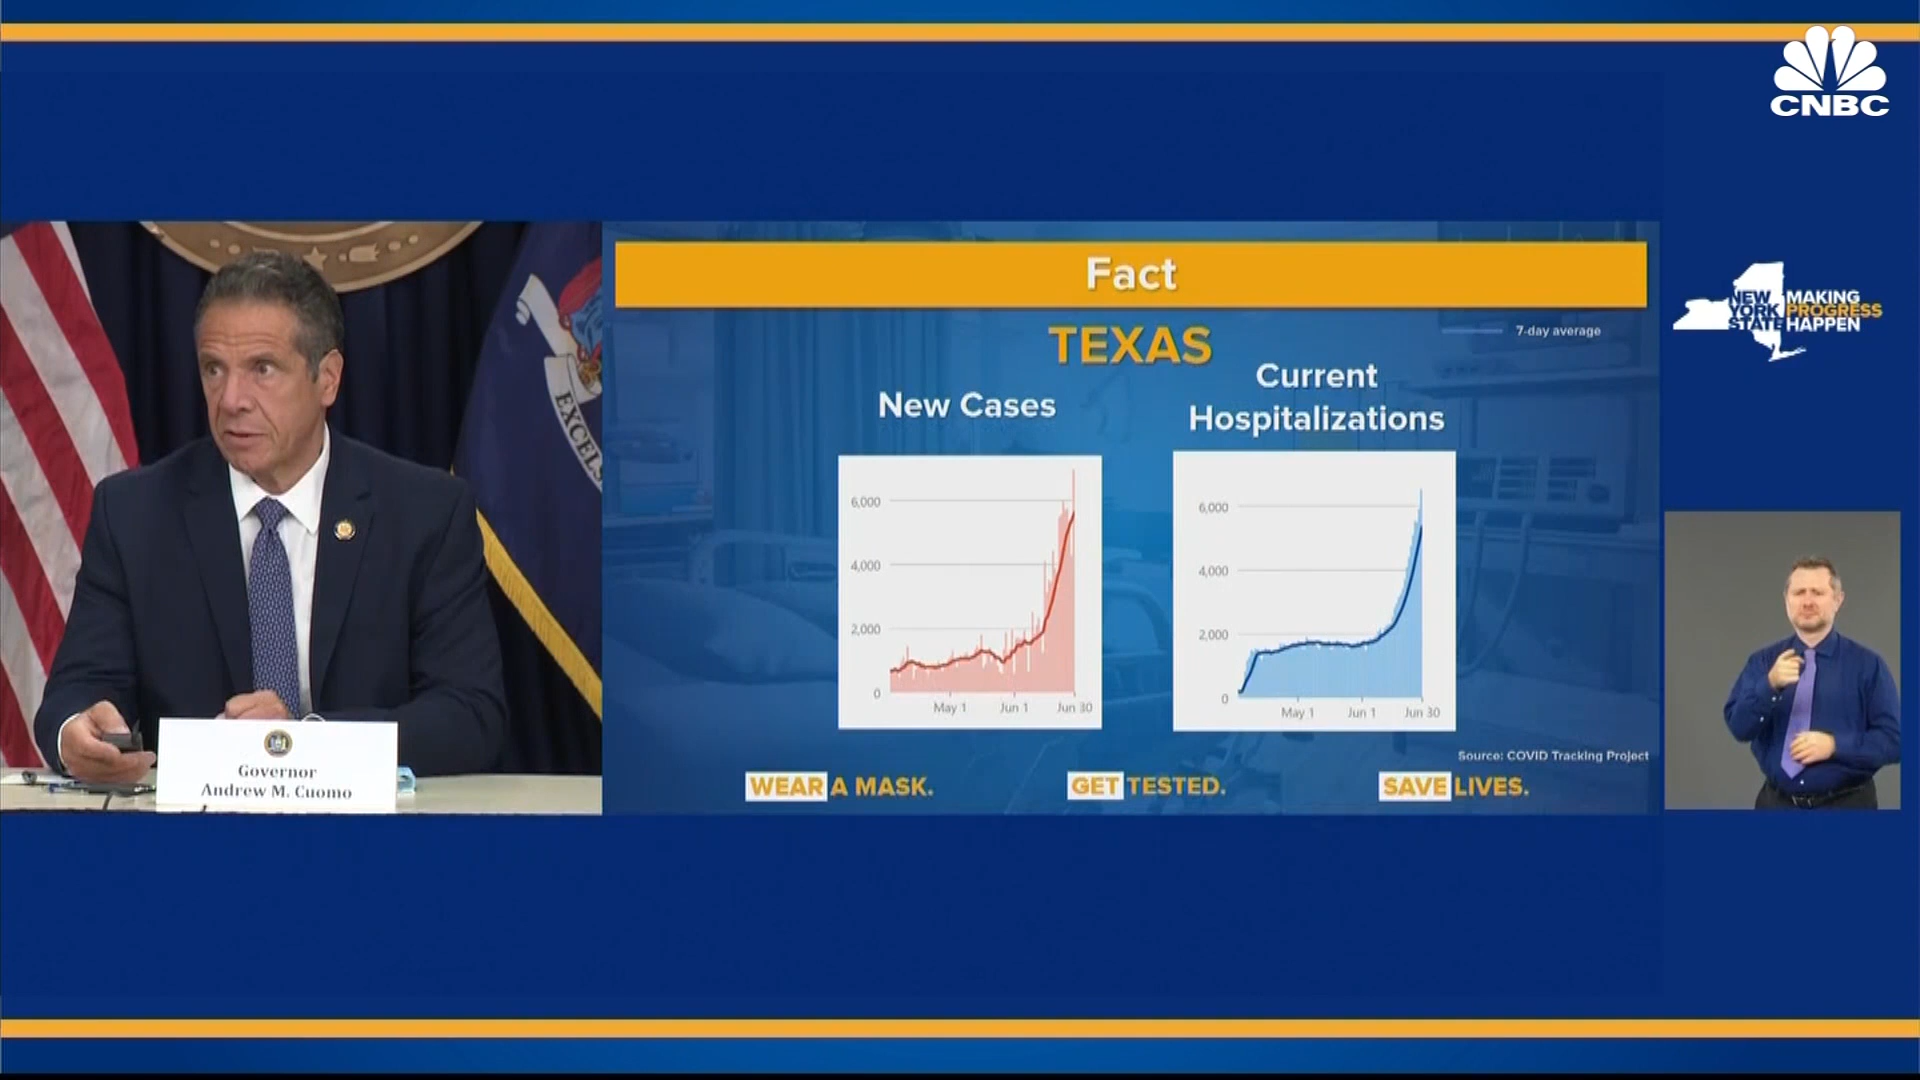 CNBC
Fact
TEXAS
7-day average
New Cases
Current
Hospitalizations
6,000
4,000
2,000
0
May 1
Jun 1
Jun 30
6,000
4,000
2,000
0
May 1
Jun 1
Jun 30
Source: COVID Tracking Project
WEAR A MASK.
GET TESTED.
SAVE LIVES.
NEW
YORK
STATE
MAKING
PROGRESS
HAPPEN
EXCELS
Governor
Andrew M. Cuomo